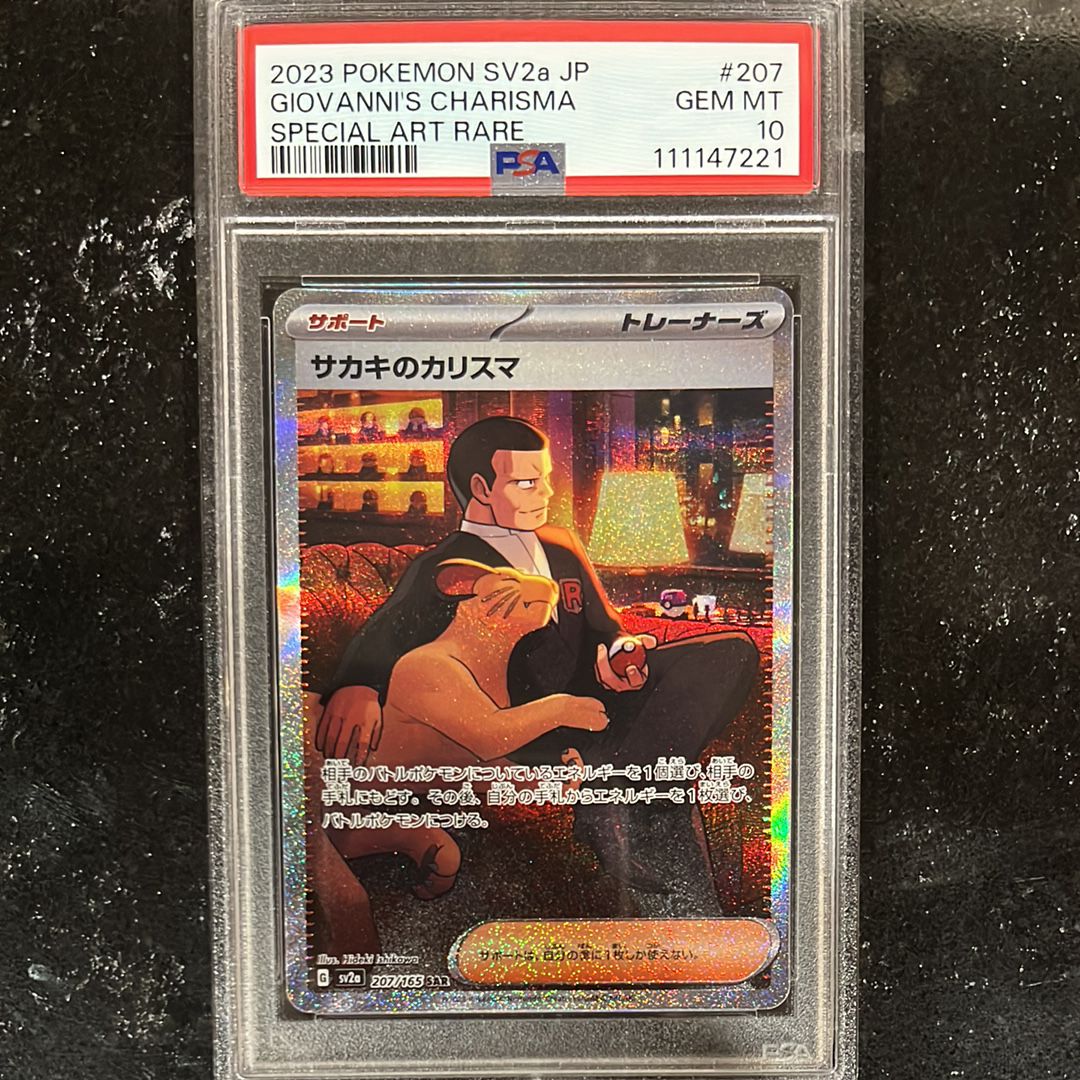 2023 POKEMON SV2a JP #207
GIOVANNI'S CHARISMA GEM MT
SPECIAL ART RARE 10
PSA 111147221
サポート トレーナーズ
サカキのカリスマ
R
相手のバトルポケモンについているエネルギーを1個選び、相手の
手札にもどす。その後、自分の手札からエネルギーを1枚選び、
バトルポケモンにつける。
サポートは、自分の番に1枚しか使えない。
Illus. Hideki Ishikawa
G sv2a 207/165 SAR
PSA